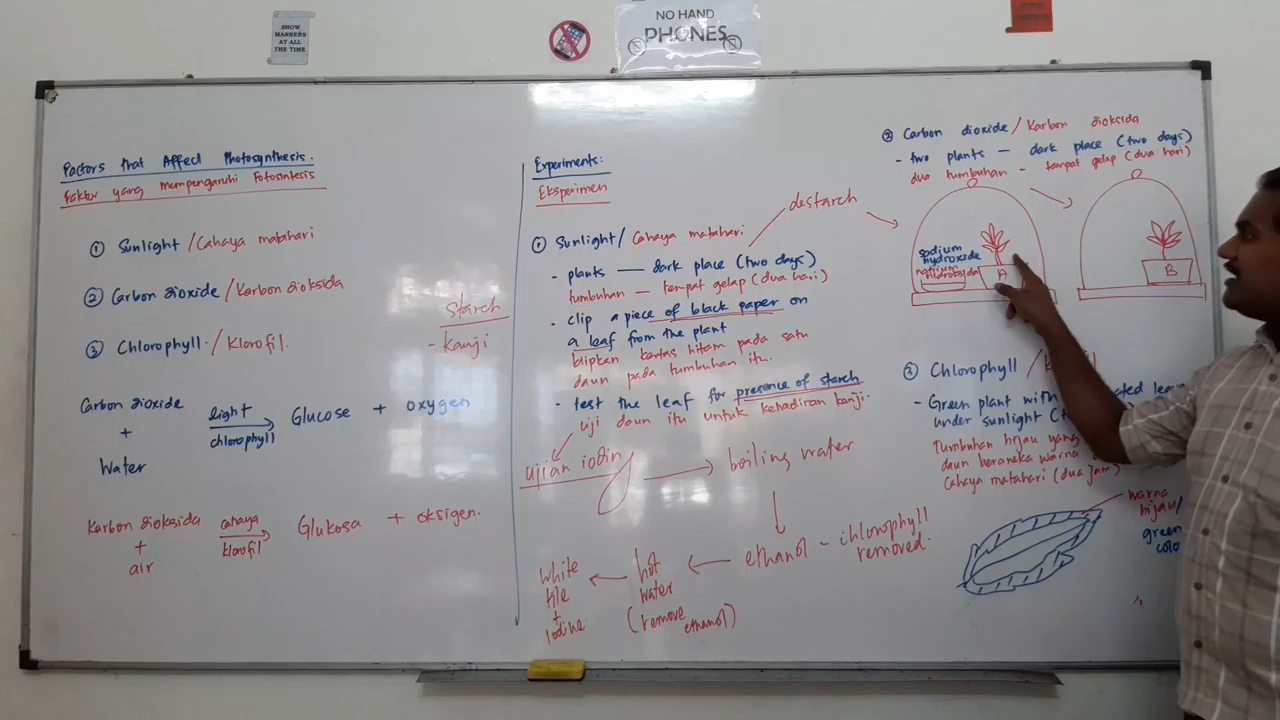 SHOW
MANNERS
AT ALL
THE TIME
NO HAND
PHONES
Factors that Affect Photosynthesis.
Faktor yang mempengaruhi Fotosintesis
① Sunlight / Cahaya matahari
② Carbon dioxide / Karbon dioksida
③ Chlorophyll / Klorofil.
Starch
- Kanji
Carbon dioxide
+
Water
light
chlorophyll
Glucose + oxygen
Karbon dioksida
+
air
cahaya
klorofil
Glukosa + oksigen.
Experiments:
Eksperimen
① Sunlight / Cahaya matahari
destarch
- plants — dark place (two days)
tumbuhan — tempat gelap (dua hari)
- clip a piece of black paper on
a leaf from the plant
klipkan kertas hitam pada satu
daun pada tumbuhan itu.
- test the leaf for presence of starch
uji daun itu untuk kehadiran kanji.
ujian iodin
boiling water
ethanol - chlorophyll
removed.
hot
water
(remove
ethanol)
white
tile
+
Iodine
② Carbon dioxide / Karbon dioksida
- two plants — dark place (two days)
dua tumbuhan - tempat gelap (dua hari)
sodium
hydroxide
natrium
hidroksida
A
B
③ Chlorophyll /
- Green plant with
under sunlight
Tumbuhan hijau yang
daun beraneka warna
Cahaya matahari (dua jam)
warna
hijau/
green
colo